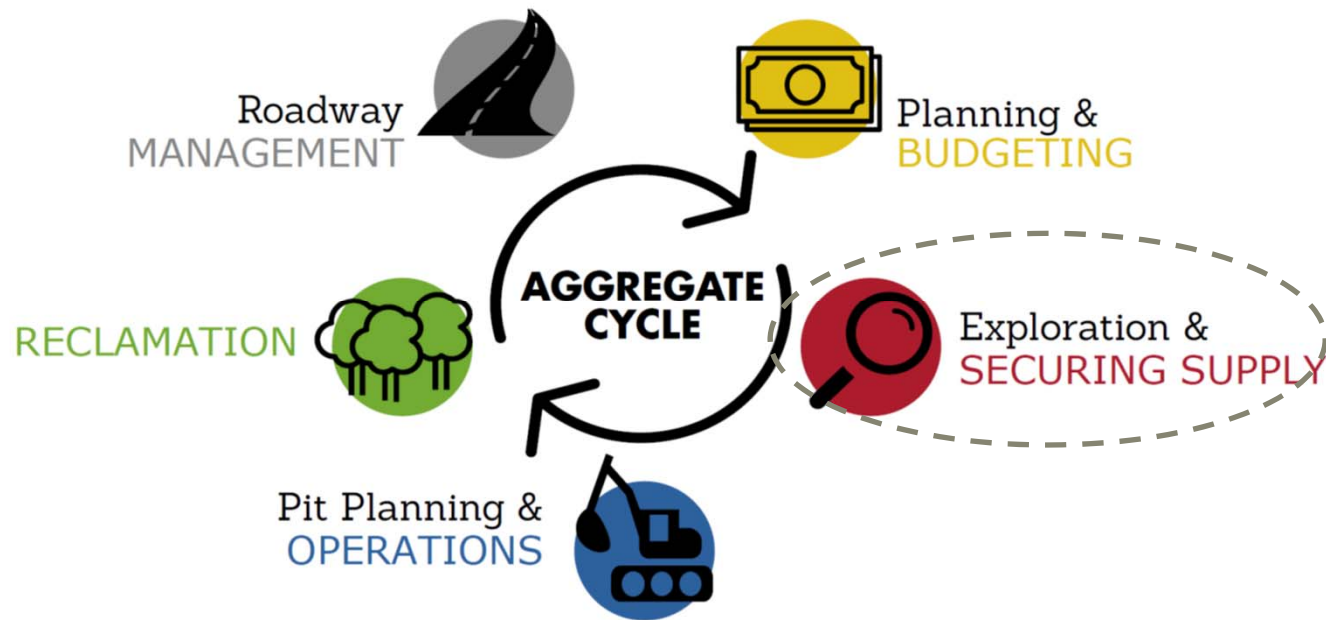 Roadway
MANAGEMENT
Planning &
BUDGETING
AGGREGATE
CYCLE
Exploration &
SECURING SUPPLY
RECLAMATION
Pit Planning &
OPERATIONS